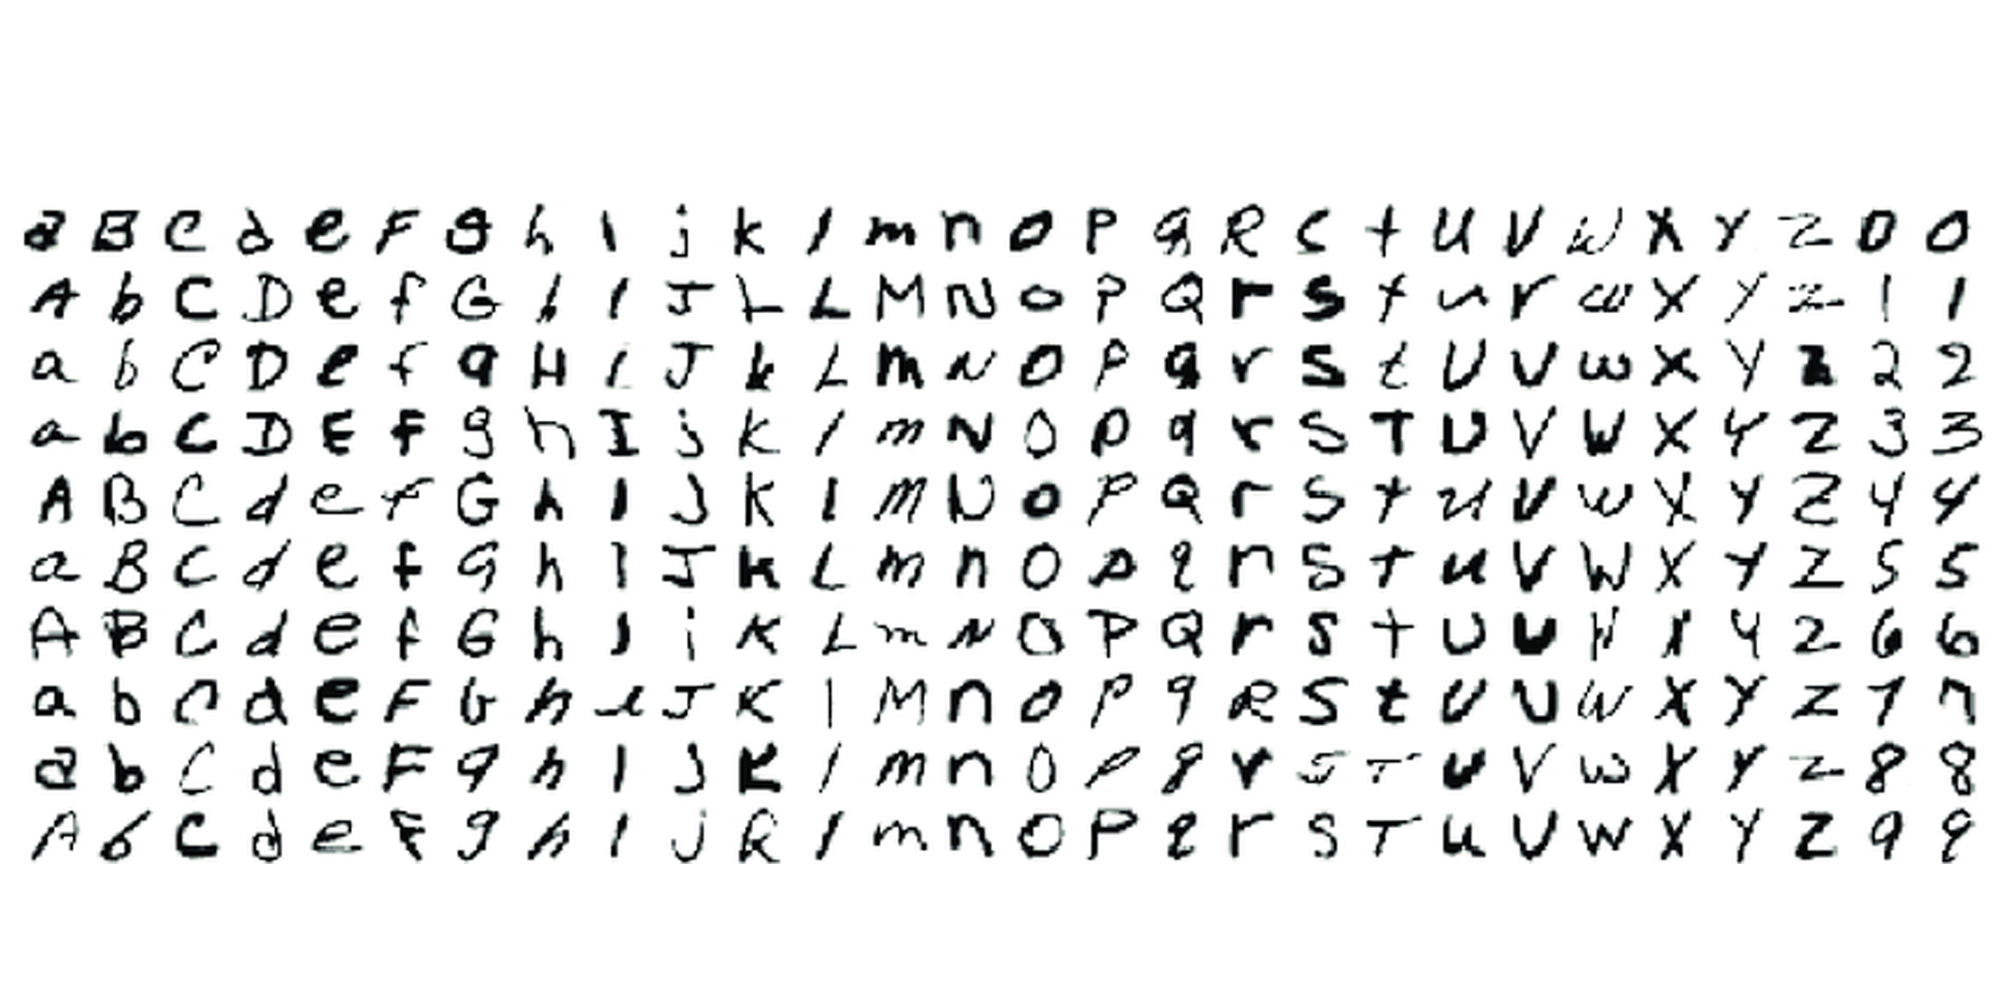 a B C d e F g h l j k l m n O P q R S t u V W X Y Z 0 0
A b C D e f G h l J k L M N O P Q r S t u r w X y z 1 1
a b C D e f q H i J k L m N O P q r S t U V w X Y z 2 2
a b C D E F g h I j k l m N O P q r S T U V W X Y Z 3 3
A B C d e f G h l J K l m N o P Q r S t u V w X Y Z 4 4
a B C d e f g h l J k L m n O p q r S t u V W X Y Z 5 5
A B C d e f G h l i K L m N O P Q r S t U U W X Y Z 6 6
a b C d e F G h i J K l M n O P q R S t U U W X Y Z 7 7
a b C d e F g h l J K l m n O P q r S T u V w X Y Z 8 8
A b C d e F g h l j R l m n O P q r S T u V w X Y Z 9 9